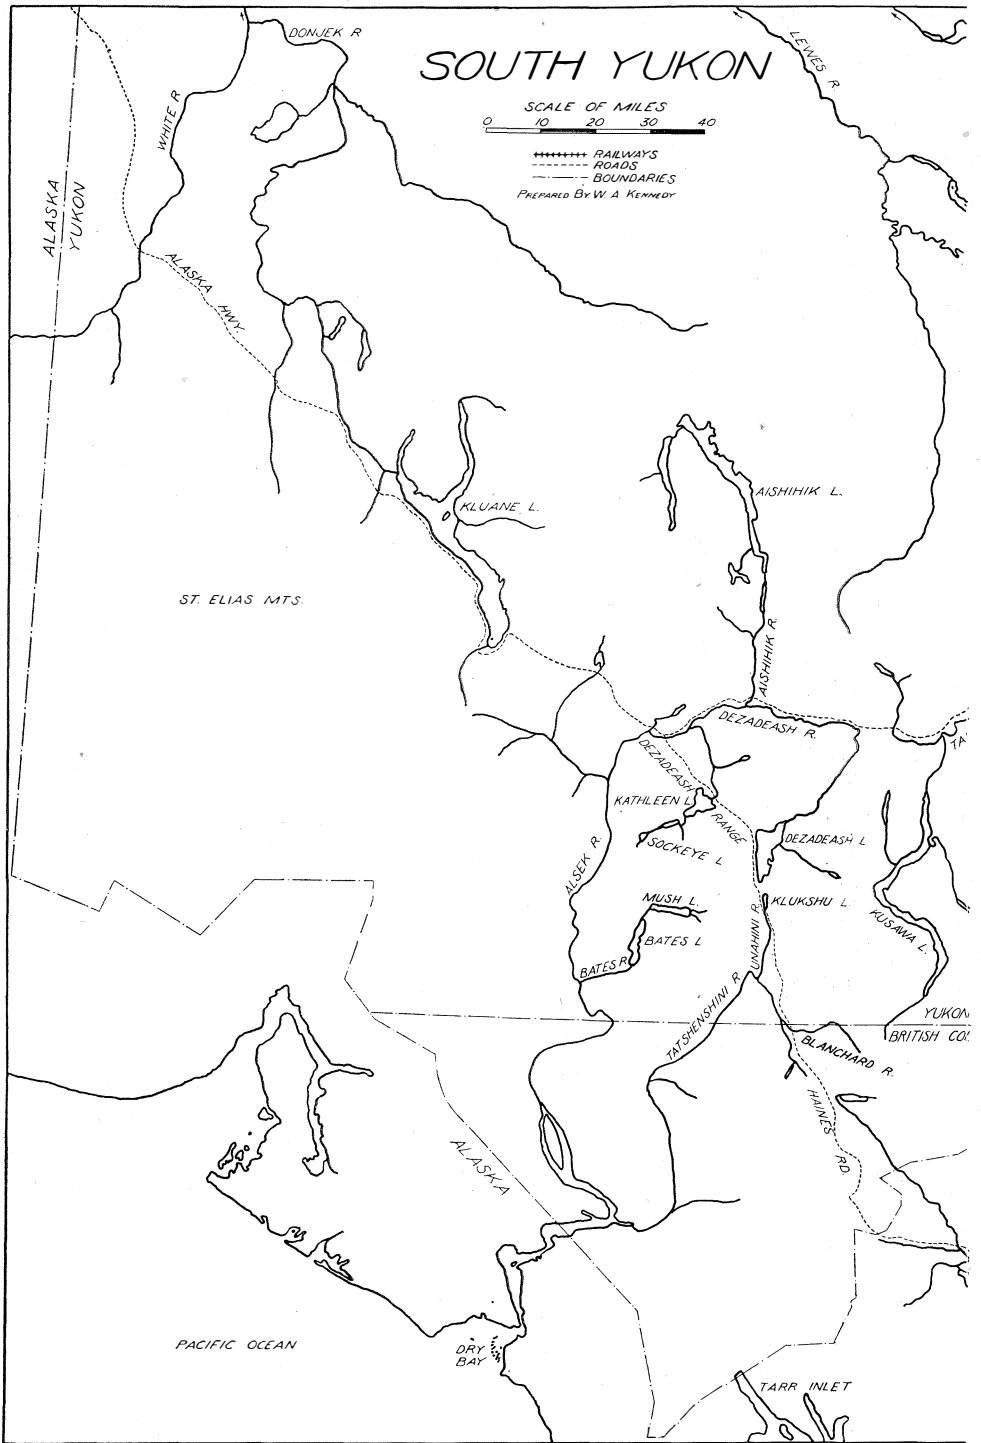 DONJEK R
SOUTH YUKON
LEWES R.
SCALE OF MILES
0 10 20 30 40
RAILWAYS
ROADS
BOUNDARIES
PREPARED BY W. A KENNEDY
WHITE R
ALASKA
YUKON
ALASKA HWY.
AISHIHIK L.
KLUANE L.
ST. ELIAS MTS.
AISHIHIK R.
DEZADEASH R.
TA
DEZADEASH RANGE
KATHLEEN L
SOCKEYE L
DEZADEASH L
ALSEK R.
MUSH L.
KLUKSHU L.
BATES L
KUSAWA L.
UNAHINI R.
BATES R
TATSHENSHINI R
YUKON
BRITISH CO
BLANCHARD R.
HAINES RD.
ALASKA
PACIFIC OCEAN
DRY
BAY
TARR INLET